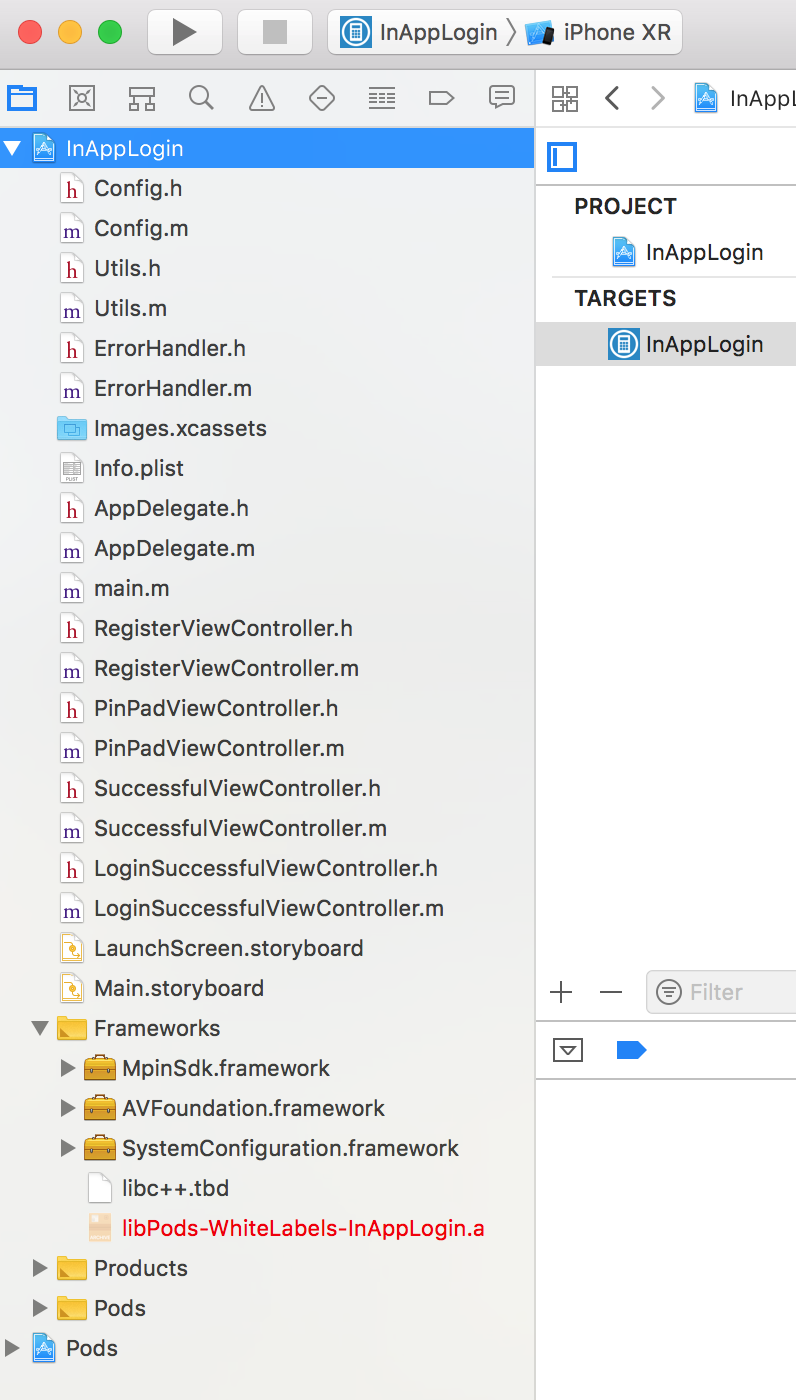 InAppLogin
iPhone XR
InAppL
InAppLogin
Config.h
Config.m
Utils.h
Utils.m
ErrorHandler.h
ErrorHandler.m
Images.xcassets
Info.plist
AppDelegate.h
AppDelegate.m
main.m
RegisterViewController.h
RegisterViewController.m
PinPadViewController.h
PinPadViewController.m
SuccessfulViewController.h
SuccessfulViewController.m
LoginSuccessfulViewController.h
LoginSuccessfulViewController.m
LaunchScreen.storyboard
Main.storyboard
Frameworks
MpinSdk.framework
AVFoundation.framework
SystemConfiguration.framework
libc++.tbd
libPods-WhiteLabels-InAppLogin.a
Products
Pods
Pods
PROJECT
InAppLogin
TARGETS
InAppLogin
Filter